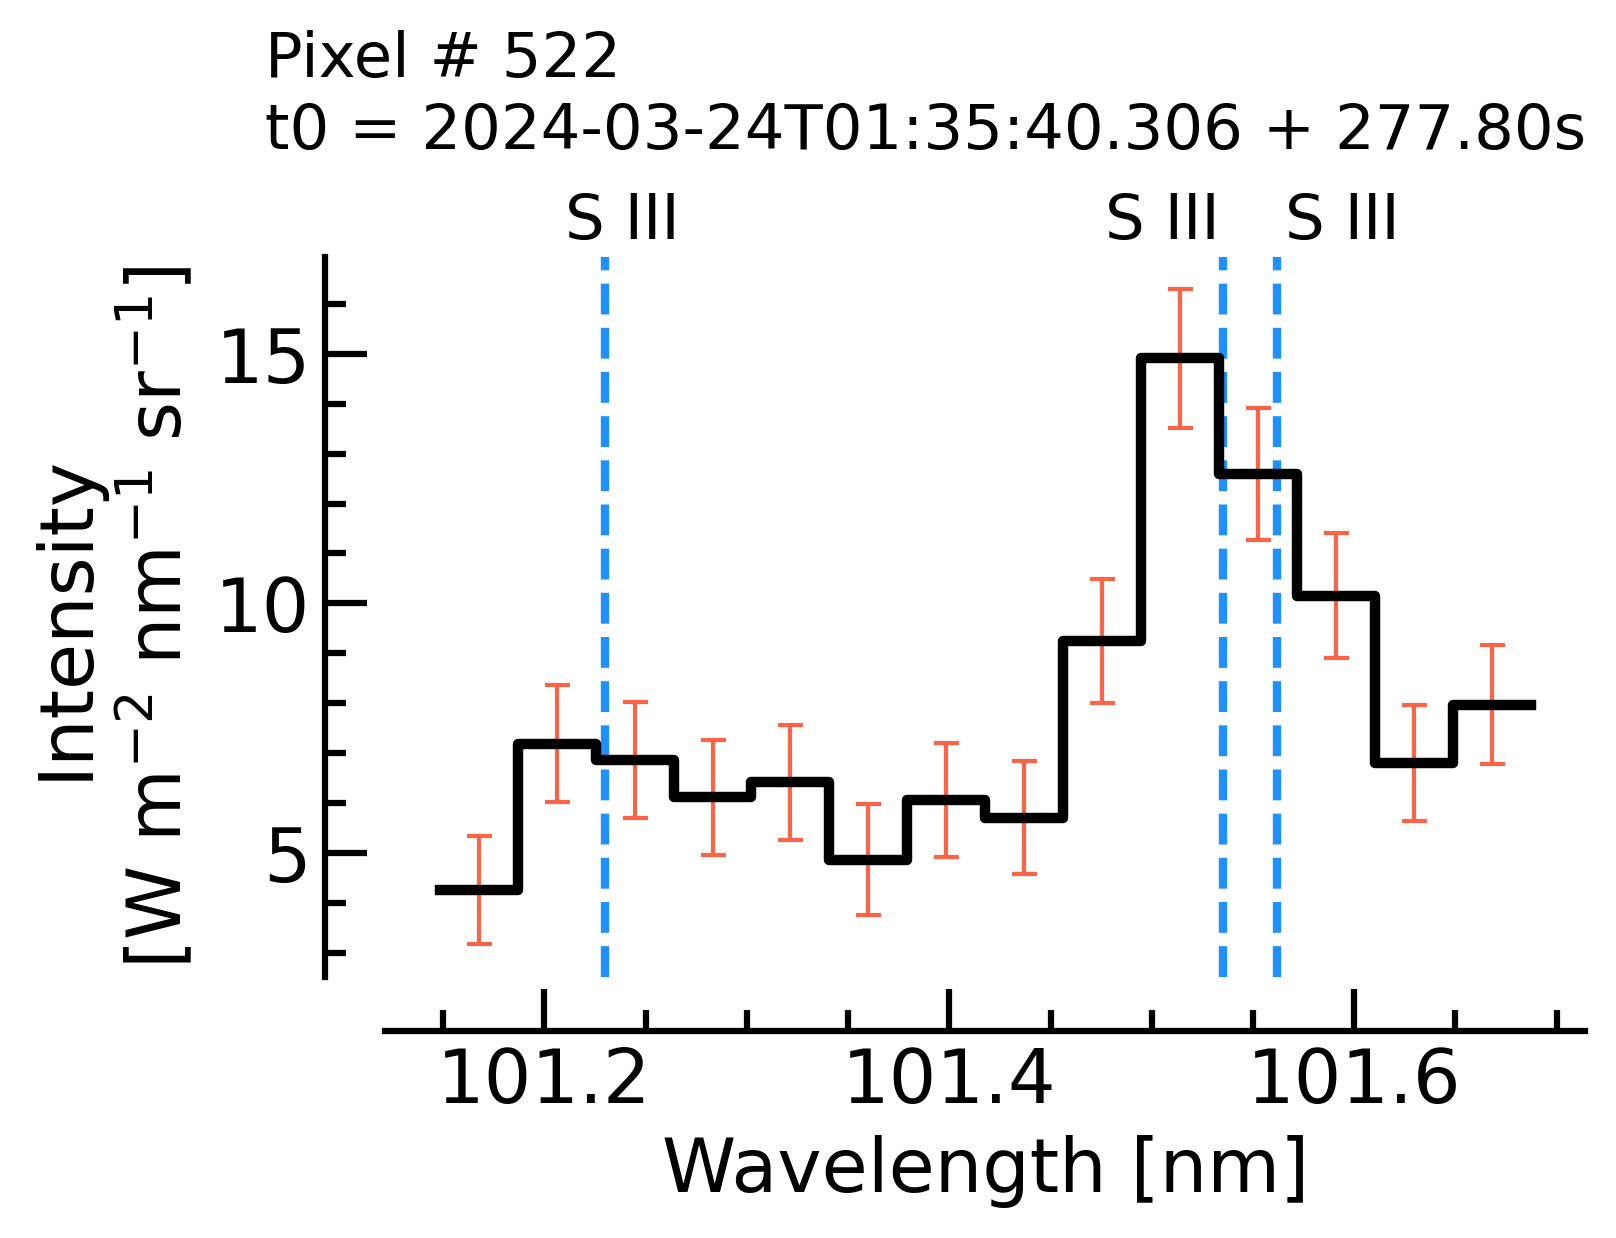 Pixel # 522
t0 = 2024-03-24T01:35:40.306 + 277.80s
S III S III S III
15
10
5
Intensity
[W m⁻² nm⁻¹ sr⁻¹]
101.2 101.4 101.6
Wavelength [nm]